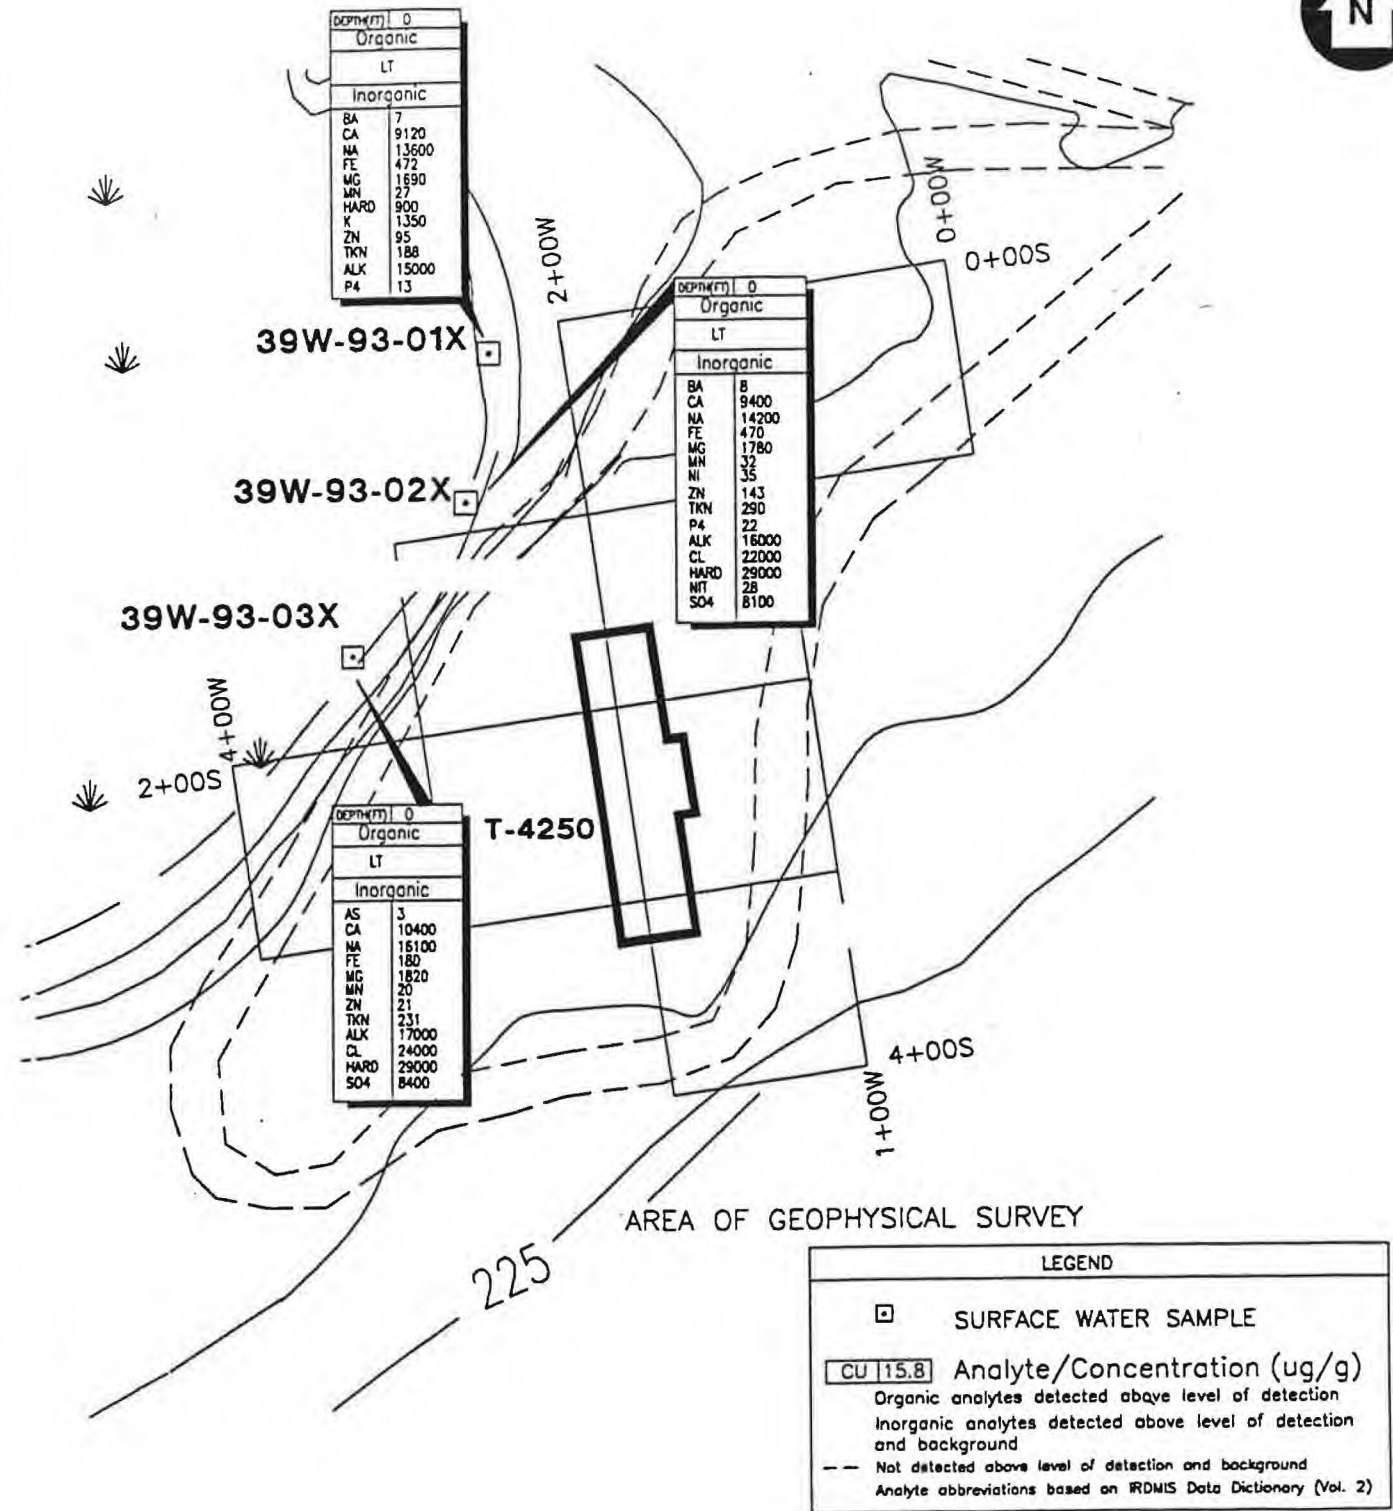 N
DEPTH(FT) 0
Organic
LT
Inorganic
BA 7
CA 9120
NA 13600
FE 472
MG 1690
MN 27
HARD 900
K 1350
ZN 95
TKN 188
ALK 15000
P4 13
39W-93-01X
2+00W
0+00W
0+00S
DEPTH(FT) 0
Organic
LT
Inorganic
BA 8
CA 9400
NA 14200
FE 470
MG 1780
MN 32
NI 35
ZN 143
TKN 290
P4 22
ALK 16000
CL 22000
HARD 29000
NIT 28
SO4 8100
39W-93-02X
39W-93-03X
4+00W
2+00S
DEPTH(FT) 0
Organic
LT
Inorganic
AS 3
CA 10400
NA 16100
FE 180
MG 1820
MN 20
ZN 21
TKN 231
ALK 17000
CL 24000
HARD 29000
SO4 8400
T-4250
4+00S
1+00W
AREA OF GEOPHYSICAL SURVEY
225
LEGEND
SURFACE WATER SAMPLE
CU 15.8 Analyte/Concentration (ug/g)
Organic analytes detected above level of detection
Inorganic analytes detected above level of detection
and background
-- Not detected above level of detection and background
Analyte abbreviations based on IRDMIS Data Dictionary (Vol. 2)